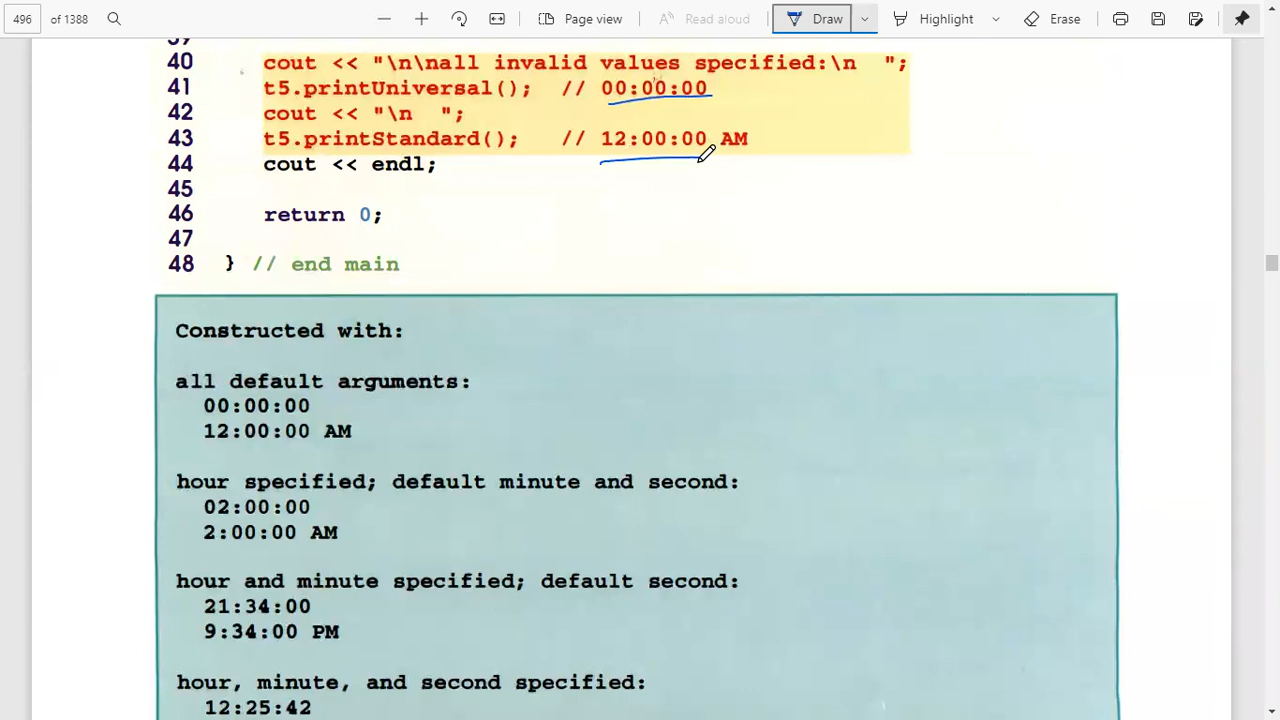 496 of 1388 Page view Read aloud Draw Highlight Erase
39
40 cout << "\n\nall invalid values specified:\n  ";
41 t5.printUniversal();  // 00:00:00
42 cout << "\n  ";
43 t5.printStandard();   // 12:00:00 AM
44 cout << endl;
45
46 return 0;
47
48 } // end main
Constructed with:
all default arguments:
00:00:00
12:00:00 AM
hour specified; default minute and second:
02:00:00
2:00:00 AM
hour and minute specified; default second:
21:34:00
9:34:00 PM
hour, minute, and second specified:
12:25:42